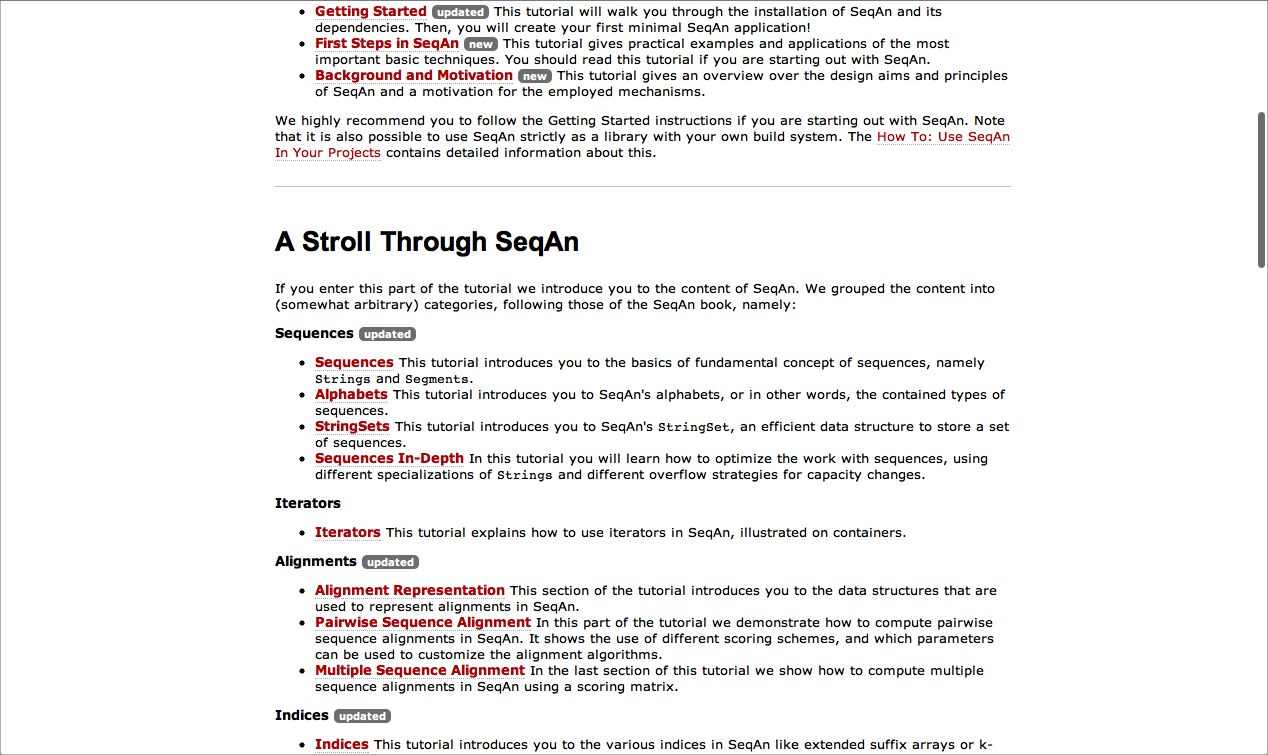 Getting Started updated This tutorial will walk you through the installation of SeqAn and its
dependencies. Then, you will create your first minimal SeqAn application!
First Steps in SeqAn new This tutorial gives practical examples and applications of the most
important basic techniques. You should read this tutorial if you are starting out with SeqAn.
Background and Motivation new This tutorial gives an overview over the design aims and principles
of SeqAn and a motivation for the employed mechanisms.
We highly recommend you to follow the Getting Started instructions if you are starting out with SeqAn. Note
that it is also possible to use SeqAn strictly as a library with your own build system. The How To: Use SeqAn
In Your Projects contains detailed information about this.
A Stroll Through SeqAn
If you enter this part of the tutorial we introduce you to the content of SeqAn. We grouped the content into
(somewhat arbitrary) categories, following those of the SeqAn book, namely:
Sequences updated
Sequences This tutorial introduces you to the basics of fundamental concept of sequences, namely
Strings and Segments.
Alphabets This tutorial introduces you to SeqAn's alphabets, or in other words, the contained types of
sequences.
StringSets This tutorial introduces you to SeqAn's StringSet, an efficient data structure to store a set
of sequences.
Sequences In-Depth In this tutorial you will learn how to optimize the work with sequences, using
different specializations of Strings and different overflow strategies for capacity changes.
Iterators
Iterators This tutorial explains how to use iterators in SeqAn, illustrated on containers.
Alignments updated
Alignment Representation This section of the tutorial introduces you to the data structures that are
used to represent alignments in SeqAn.
Pairwise Sequence Alignment In this part of the tutorial we demonstrate how to compute pairwise
sequence alignments in SeqAn. It shows the use of different scoring schemes, and which parameters
can be used to customize the alignment algorithms.
Multiple Sequence Alignment In the last section of this tutorial we show how to compute multiple
sequence alignments in SeqAn using a scoring matrix.
Indices updated
Indices This tutorial introduces you to the various indices in SeqAn like extended suffix arrays or k-